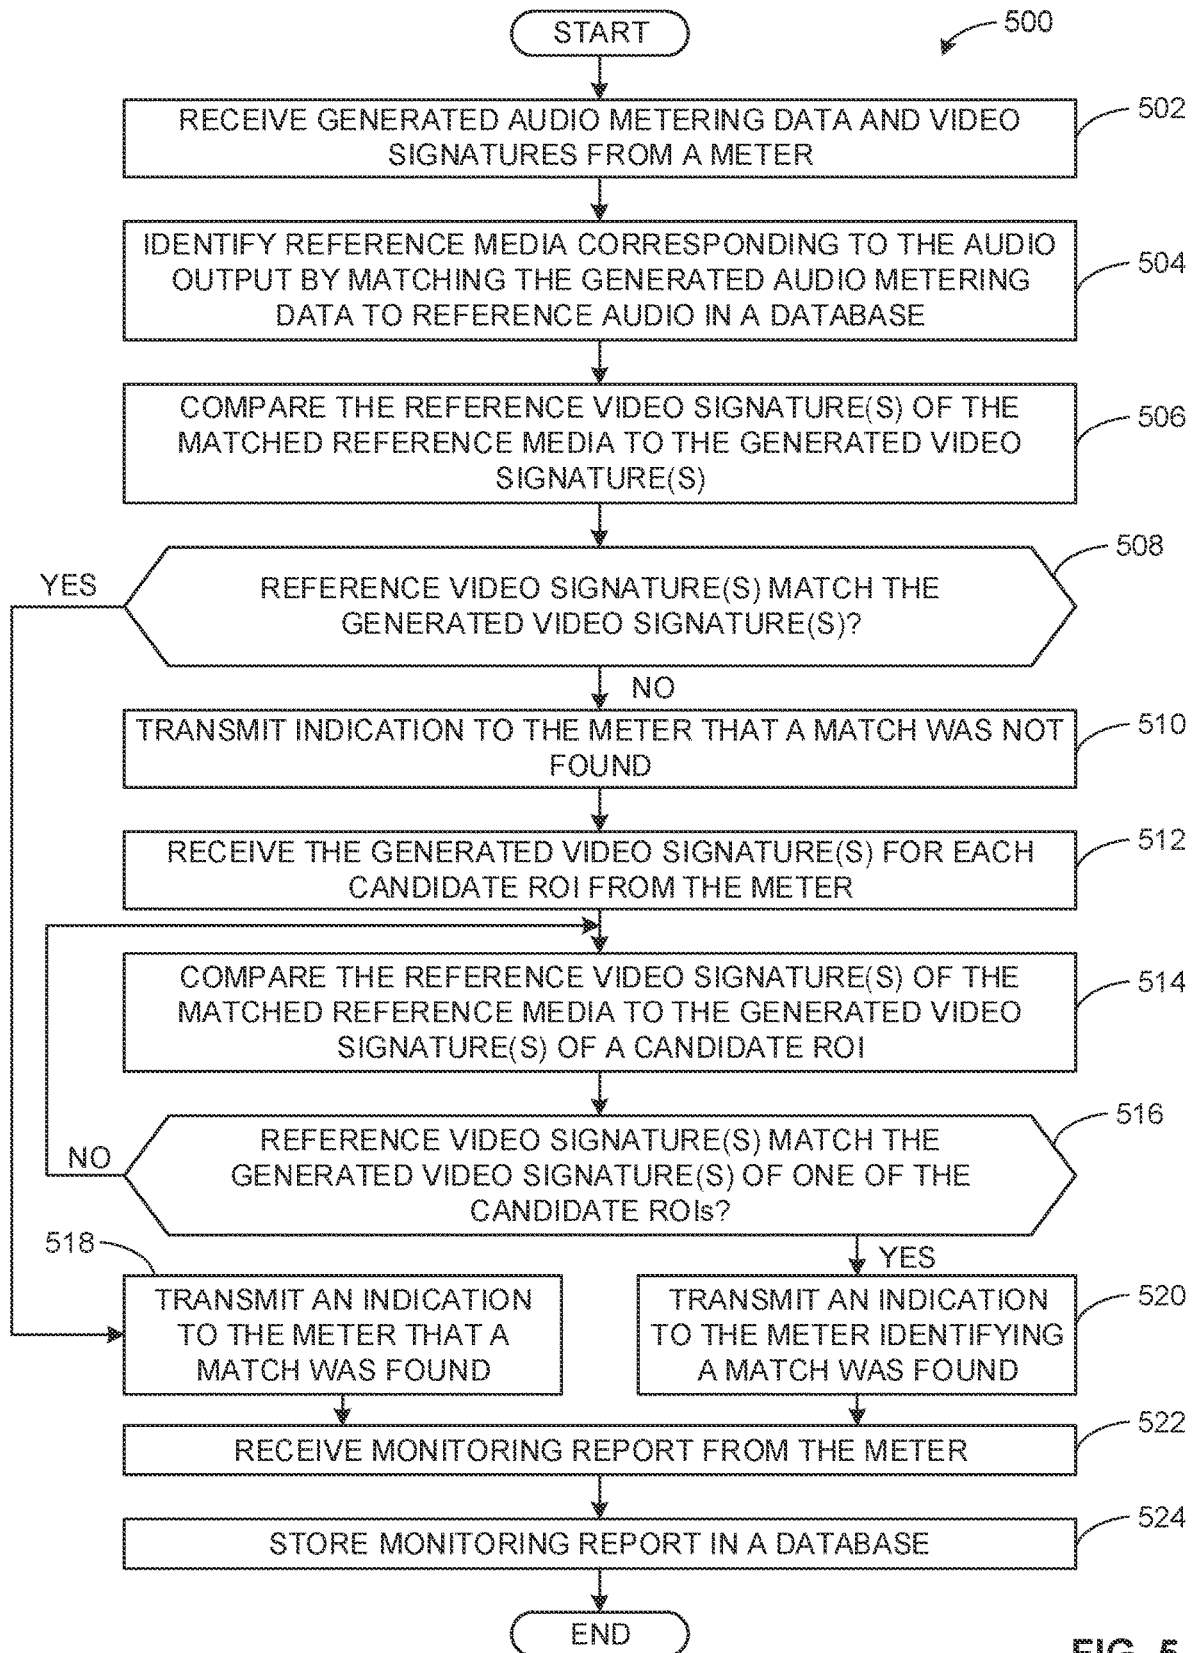 START
500
RECEIVE GENERATED AUDIO METERING DATA AND VIDEO
SIGNATURES FROM A METER
502
IDENTIFY REFERENCE MEDIA CORRESPONDING TO THE AUDIO
OUTPUT BY MATCHING THE GENERATED AUDIO METERING
DATA TO REFERENCE AUDIO IN A DATABASE
504
COMPARE THE REFERENCE VIDEO SIGNATURE(S) OF THE
MATCHED REFERENCE MEDIA TO THE GENERATED VIDEO
SIGNATURE(S)
506
508
YES
REFERENCE VIDEO SIGNATURE(S) MATCH THE
GENERATED VIDEO SIGNATURE(S)?
NO
TRANSMIT INDICATION TO THE METER THAT A MATCH WAS NOT
FOUND
510
RECEIVE THE GENERATED VIDEO SIGNATURE(S) FOR EACH
CANDIDATE ROI FROM THE METER
512
COMPARE THE REFERENCE VIDEO SIGNATURE(S) OF THE
MATCHED REFERENCE MEDIA TO THE GENERATED VIDEO
SIGNATURE(S) OF A CANDIDATE ROI
514
516
REFERENCE VIDEO SIGNATURE(S) MATCH THE
GENERATED VIDEO SIGNATURE(S) OF ONE OF THE
CANDIDATE ROIs?
NO
518
YES
TRANSMIT AN INDICATION
TO THE METER THAT A
MATCH WAS FOUND
TRANSMIT AN INDICATION
TO THE METER IDENTIFYING
A MATCH WAS FOUND
520
RECEIVE MONITORING REPORT FROM THE METER
522
STORE MONITORING REPORT IN A DATABASE
524
END
FIG. 5